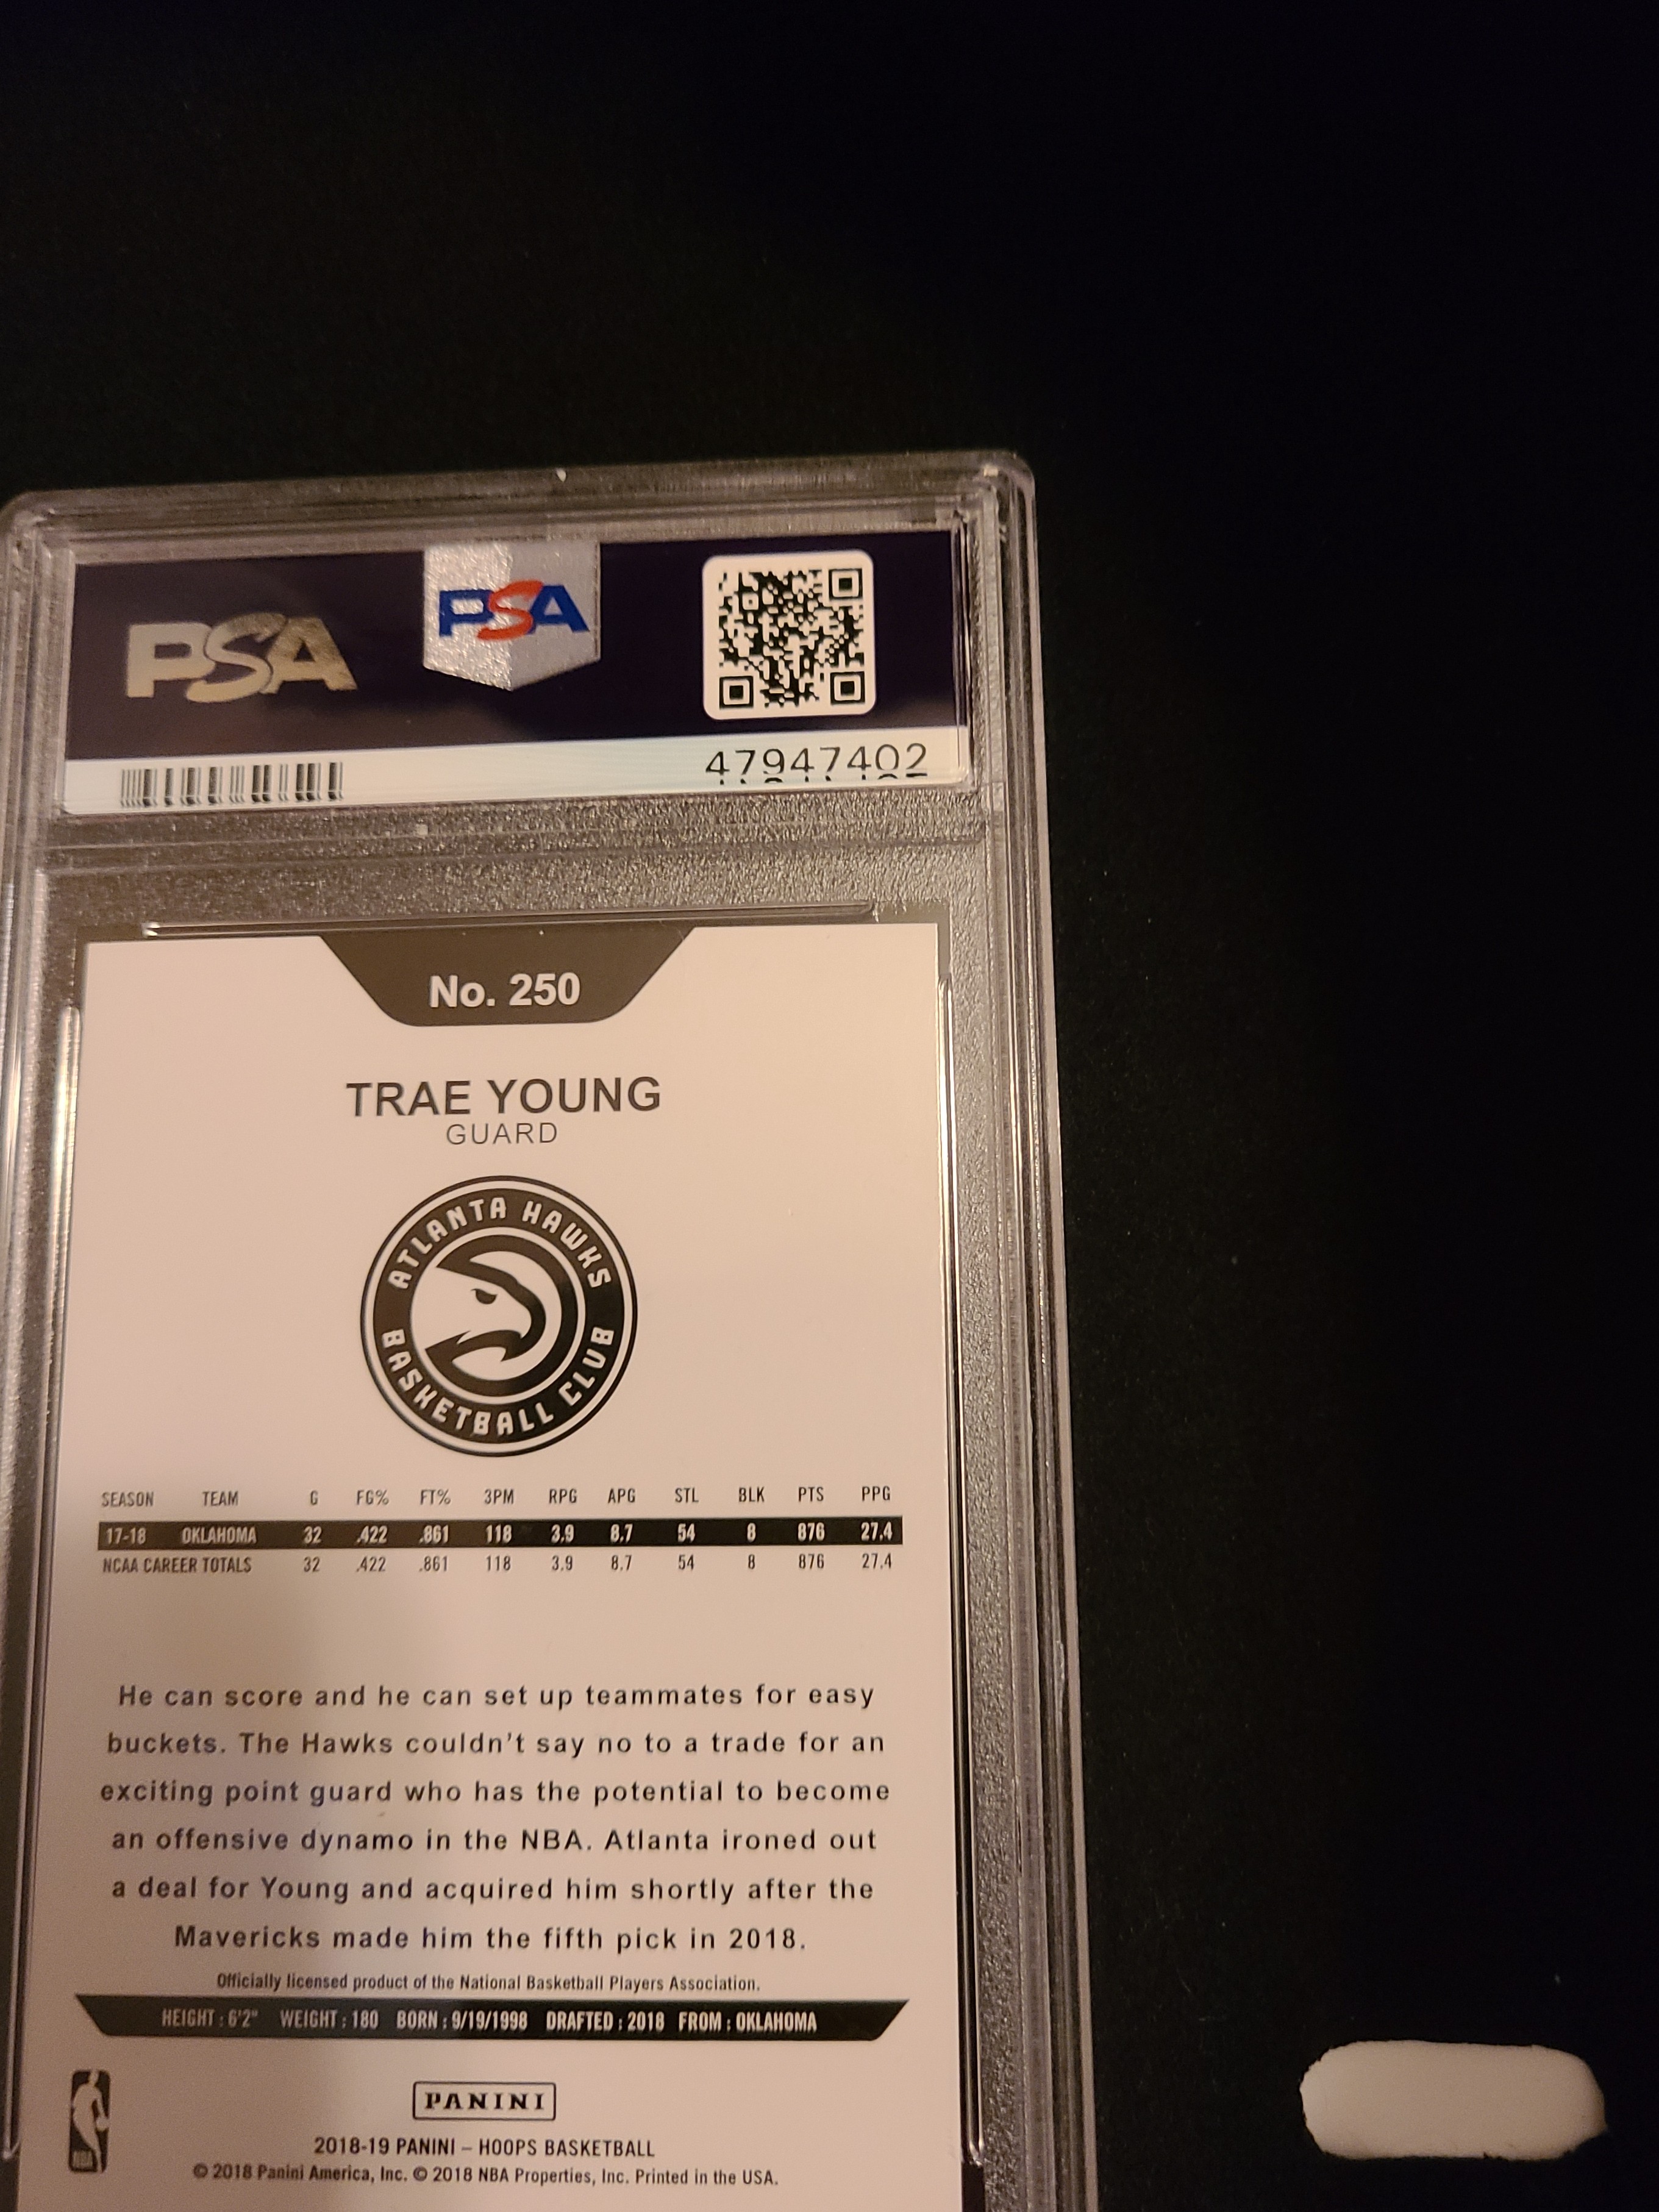 PSA
PSA
47947402
No. 250
TRAE YOUNG
GUARD
ATLANTA HAWKS
BASKETBALL CLUB
SEASON TEAM G FG% FT% 3PM RPG APG STL BLK PTS PPG
17-18 OKLAHOMA 32 .422 .861 118 3.9 8.7 54 8 876 27.4
NCAA CAREER TOTALS 32 .422 .861 118 3.9 8.7 54 8 876 27.4
He can score and he can set up teammates for easy
buckets. The Hawks couldn't say no to a trade for an
exciting point guard who has the potential to become
an offensive dynamo in the NBA. Atlanta ironed out
a deal for Young and acquired him shortly after the
Mavericks made him the fifth pick in 2018.
Officially licensed product of the National Basketball Players Association.
HEIGHT : 6'2" WEIGHT : 180 BORN : 9/19/1998 DRAFTED : 2018 FROM : OKLAHOMA
NBA
PANINI
2018-19 PANINI – HOOPS BASKETBALL
© 2018 Panini America, Inc. © 2018 NBA Properties, Inc. Printed in the USA.